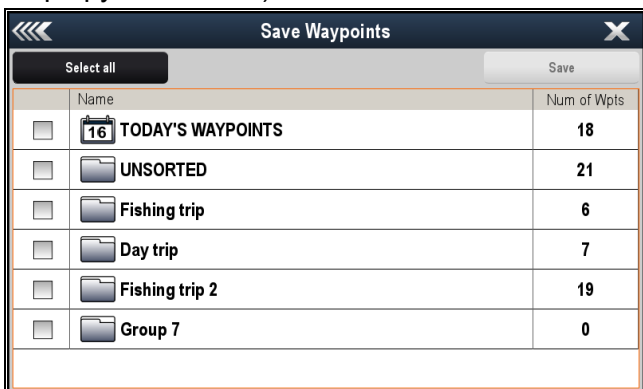 Save Waypoints
Select all Save
Name Num of Wpts
16 TODAY'S WAYPOINTS 18
UNSORTED 21
Fishing trip 6
Day trip 7
Fishing trip 2 19
Group 7 0